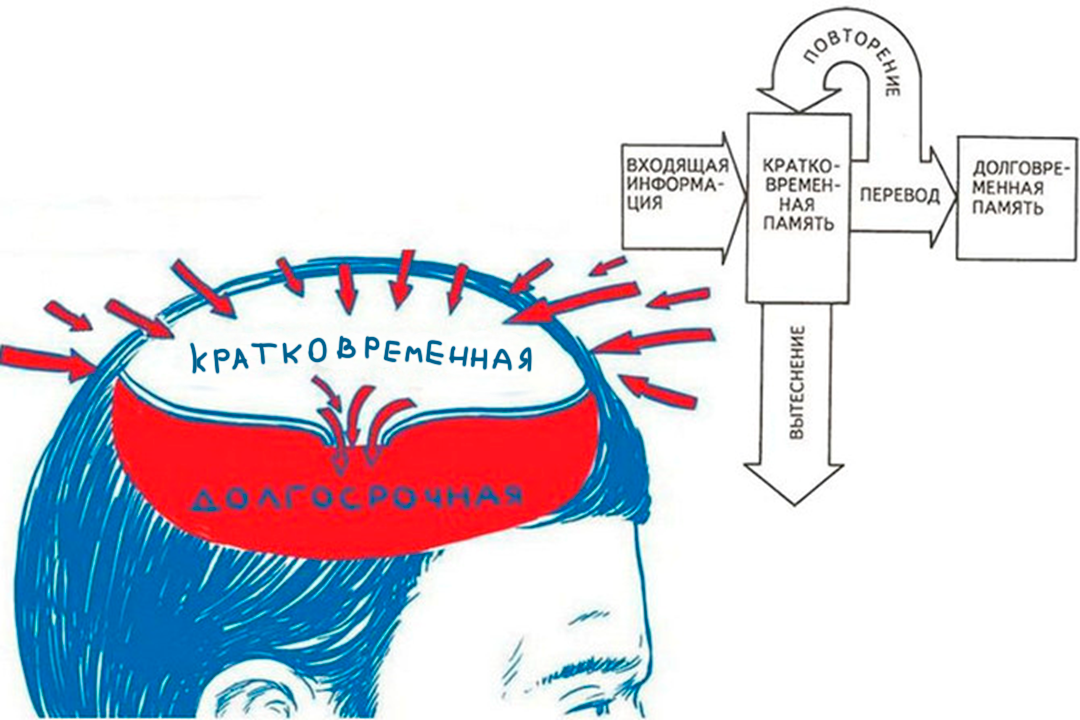 ПОВТОРЕНИЕ
ВХОДЯЩАЯ
ИНФОРМА-
ЦИЯ
КРАТКО-
ВРЕМЕН-
НАЯ
ПАМЯТЬ
ПЕРЕВОД
ДОЛГОВРЕ-
МЕННАЯ
ПАМЯТЬ
ВЫТЕСНЕНИЕ
КРАТКОВРЕМЕННАЯ
ДОЛГОСРОЧНАЯ